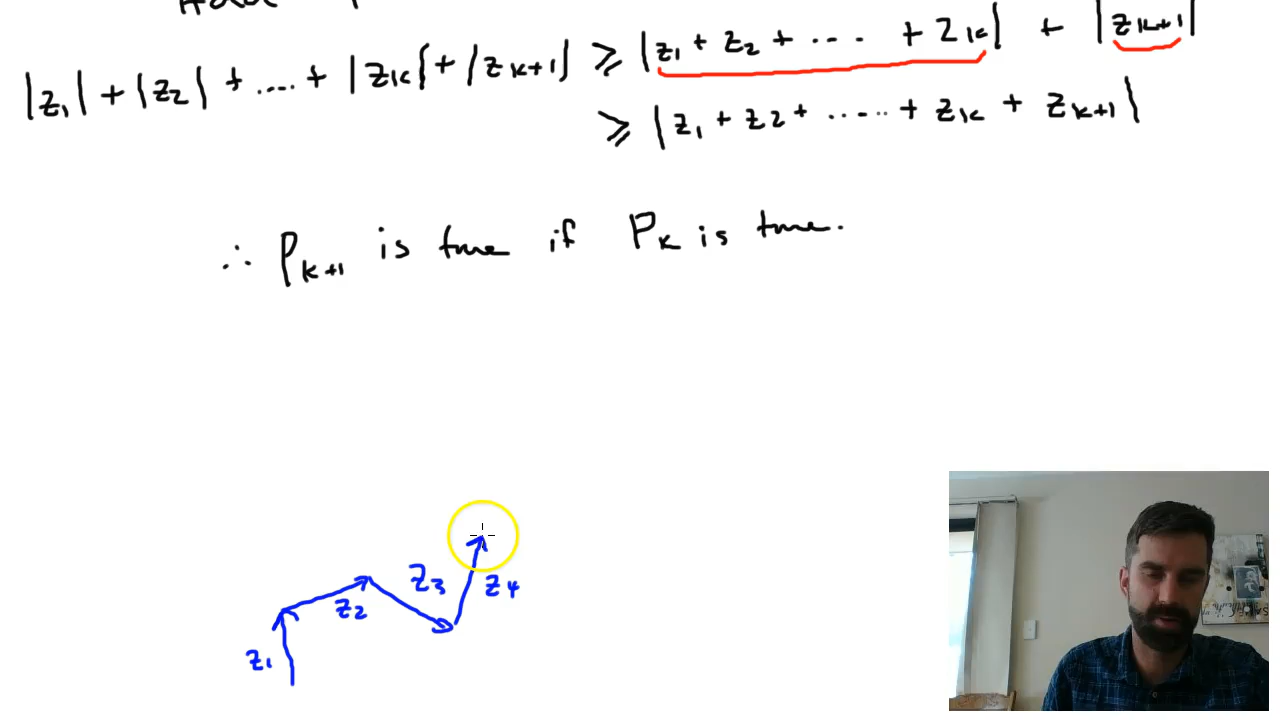 |z₁| + |z₂| + .... + |zₖ| + |zₖ₊₁| ⩾ |z₁ + z₂ + ... + zₖ| + |zₖ₊₁|
⩾ |z₁ + z₂ + ..... + zₖ + zₖ₊₁|
∴ Pₖ₊₁ is true if Pₖ is true.
z₁ z₂ z₃ z₄